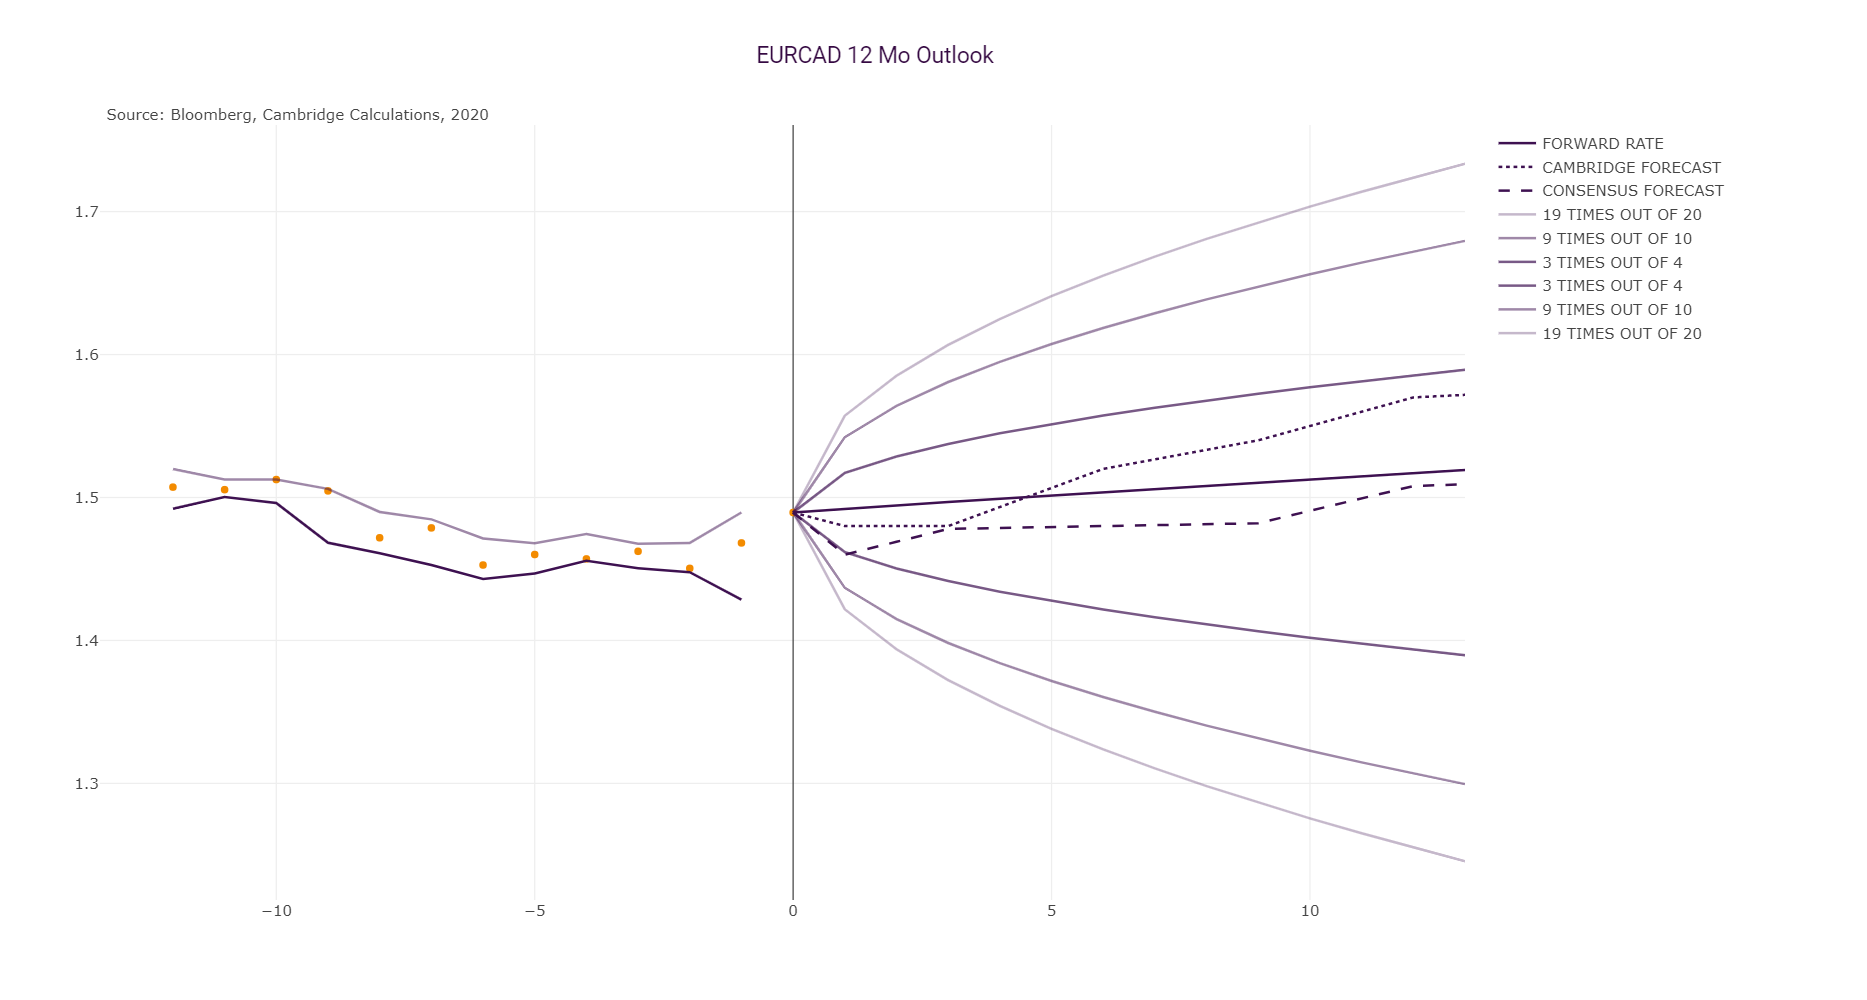 EURCAD 12 Mo Outlook
Source: Bloomberg, Cambridge Calculations, 2020
1.7
1.6
1.5
1.4
1.3
−10
−5
0
5
10
FORWARD RATE
CAMBRIDGE FORECAST
CONSENSUS FORECAST
19 TIMES OUT OF 20
9 TIMES OUT OF 10
3 TIMES OUT OF 4
3 TIMES OUT OF 4
9 TIMES OUT OF 10
19 TIMES OUT OF 20